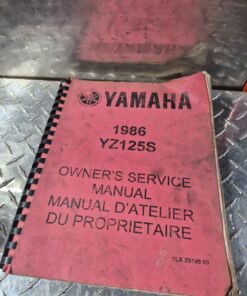 YAMAHA
1986
YZ125S
OWNER'S SERVICE
MANUAL
MANUAL D'ATELIER
DU PROPRIETAIRE